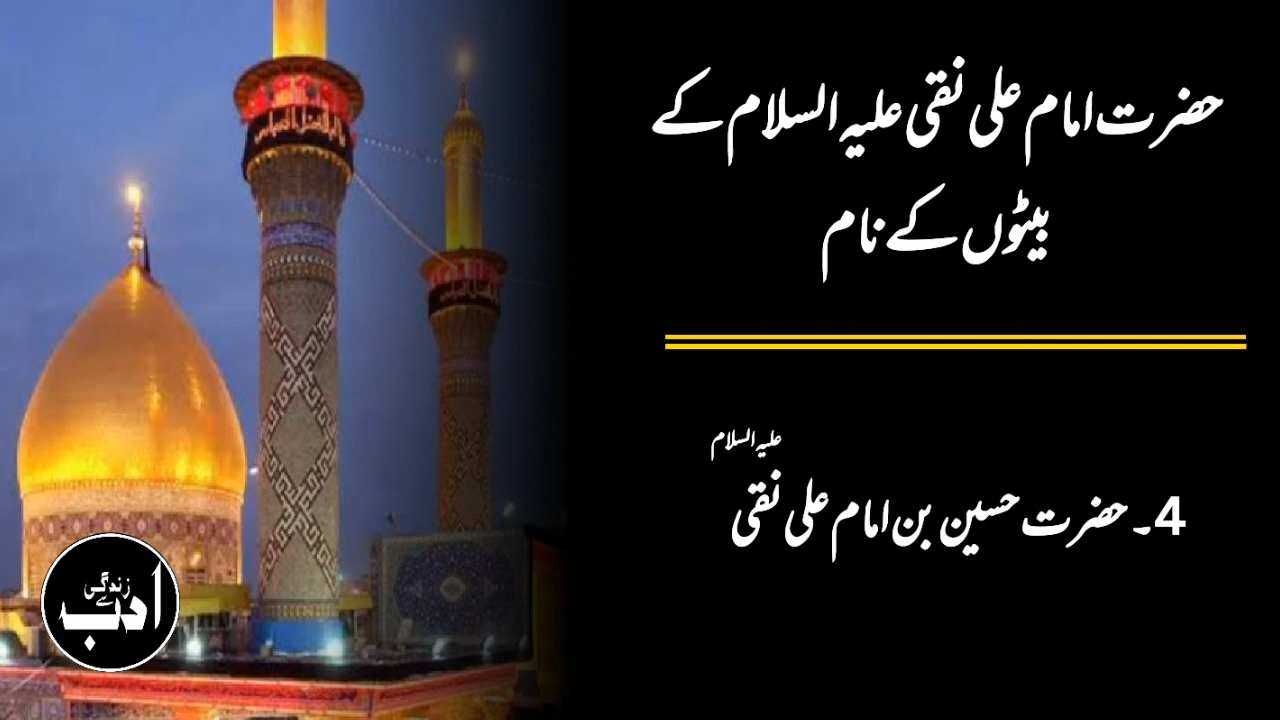 حضرت امام علی نقی علیہ السلام کے
بیٹوں کے نام
علیہ السلام
4۔ حضرت حسین بن امام علی نقی
ادب
زندگی ہے